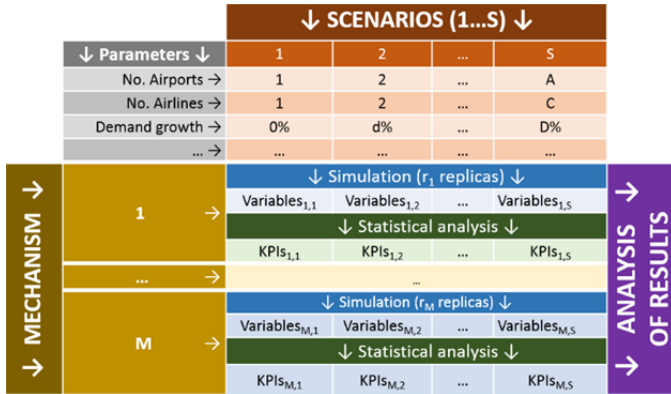 ↓ SCENARIOS (1...S) ↓
↓ Parameters ↓ 1 2 ... S
No. Airports → 1 2 ... A
No. Airlines → 1 2 ... C
Demand growth → 0% d% ... D%
... → ... ... ... ...
→ MECHANISM →
1 →
↓ Simulation (r₁ replicas) ↓
Variables₁,₁ Variables₁,₂ ... Variables₁,S
↓ Statistical analysis ↓
KPIs₁,₁ KPIs₁,₂ ... KPIs₁,S
... → ...
M →
↓ Simulation (rM replicas) ↓
VariablesM,₁ VariablesM,₂ ... VariablesM,S
↓ Statistical analysis ↓
KPIsM,₁ KPIsM,₂ ... KPIsM,S
→ ANALYSIS →
→ OF RESULTS →